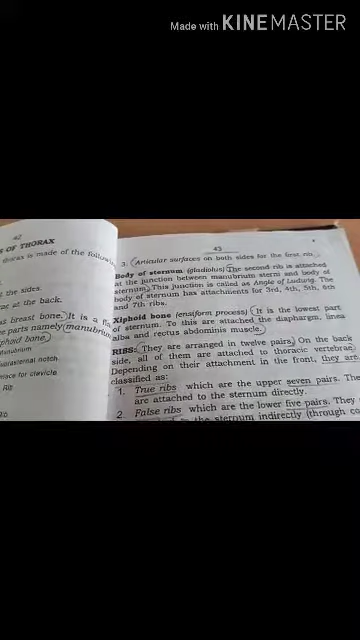 Made with KINEMASTER
42
S OF THORAX
thorax is made of the followi
t the sides.
ae at the back.
as breast bone. It is a fla
e parts namely (manubrium
phoid bone.
anubrium
uprasternal notch
urface for clavicle
Rib
43
3. Articular surfaces on both sides for the first rib.
Body of sternum (gladiolus) The second rib is attached
at the junction between manubrium sterni and body of
sternum. This junction is called as Angle of Ludwig. The
body of sternum has attachments for 3rd, 4th, 5th, 6th
and 7th ribs.
Xiphoid bone (ensiform process) It is the lowest part
of sternum. To this are attached the diaphargm, linea
alba and rectus abdominis muscle.
RIBS: They are arranged in twelve pairs. On the back
side, all of them are attached to thoracic vertebrae.
Depending on their attachment in the front, they are
classified as:
1. True ribs which are the upper seven pairs. The
are attached to the sternum directly.
2. False ribs which are the lower five pairs. They
the sternum indirectly (through co